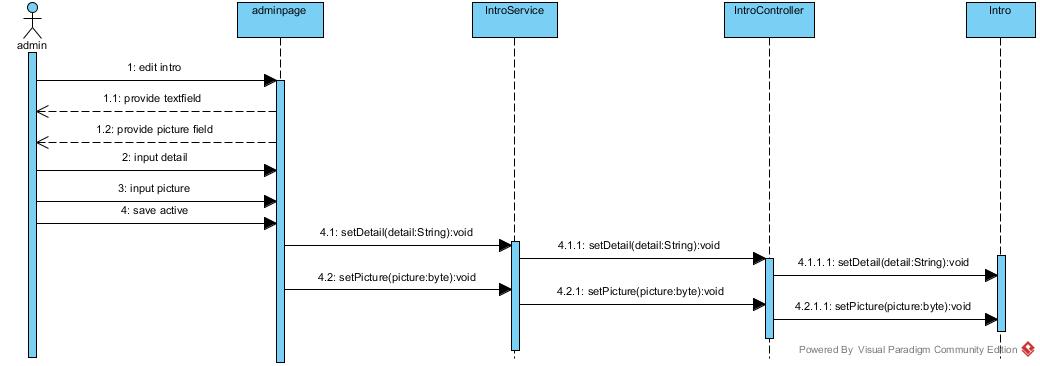 adminpage
IntroService
IntroController
Intro
admin
1: edit intro
1.1: provide textfield
1.2: provide picture field
2: input detail
3: input picture
4: save active
4.1: setDetail(detail:String):void
4.1.1: setDetail(detail:String):void
4.1.1.1: setDetail(detail:String):void
4.2: setPicture(picture:byte):void
4.2.1: setPicture(picture:byte):void
4.2.1.1: setPicture(picture:byte):void
Powered By Visual Paradigm Community Edition